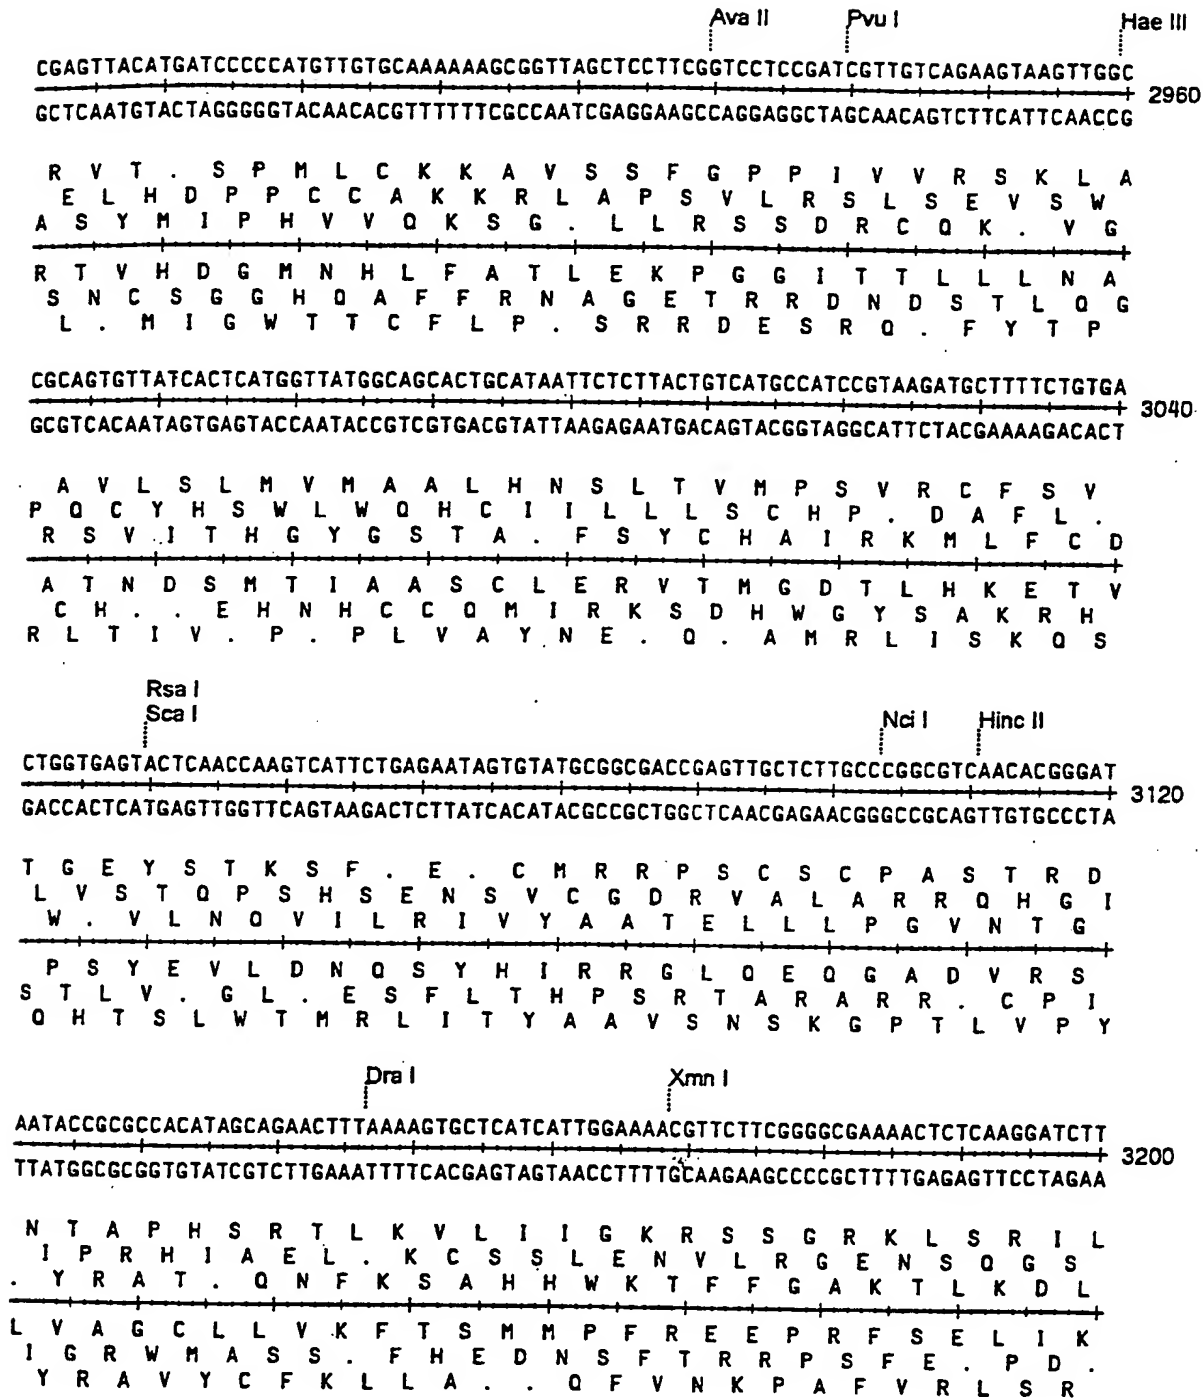 Ava II Pvu I Hae III
CGAGTTACATGATCCCCCATGTTGTGCAAAAAAGCGGTTAGCTCCTTCGGTCCTCCGATCGTTGTCAGAAGTAAGTTGGC
2960
GCTCAATGTACTAGGGGGTACAACACGTTTTTTCGCCAATCGAGGAAGCCAGGAGGCTAGCAACAGTCTTCATTCAACCG
R V T . S P M L C K K A V S S F G P P I V V R S K L A
E L H D P P C C A K K R L A P S V L R S L S E V S W
A S Y M I P H V V Q K S G . L L R S S D R C Q K . V G
R T V H D G M N H L F A T L E K P G G I T T L L L N A
S N C S G G H Q A F F R N A G E T R R D N D S T L Q G
L . M I G W T T C F L P . S R R D E S R Q . F Y T P
CGCAGTGTTATCACTCATGGTTATGGCAGCACTGCATAATTCTCTTACTGTCATGCCATCCGTAAGATGCTTTTCTGTGA
3040
GCGTCACAATAGTGAGTACCAATACCGTCGTGACGTATTAAGAGAATGACAGTACGGTAGGCATTCTACGAAAAGACACT
A V L S L M V M A A L H N S L T V M P S V R C F S V
P Q C Y H S W L W Q H C I I L L L S C H P . D A F L .
R S V I T H G Y G S T A . F S Y C H A I R K M L F C D
A T N D S M T I A A S C L E R V T M G D T L H K E T V
C H . . E H N H C C Q M I R K S D H W G Y S A K R H
R L T I V . P . P L V A Y N E . Q . A M R L I S K Q S
Rsa I
Sca I Nci I Hinc II
CTGGTGAGTACTCAACCAAGTCATTCTGAGAATAGTGTATGCGGCGACCGAGTTGCTCTTGCCCGGCGTCAACACGGGAT
3120
GACCACTCATGAGTTGGTTCAGTAAGACTCTTATCACATACGCCGCTGGCTCAACGAGAACGGGCCGCAGTTGTGCCCTA
T G E Y S T K S F . E . C M R R P S C S C P A S T R D
L V S T Q P S H S E N S V C G D R V A L A R R Q H G I
W . V L N Q V I L R I V Y A A T E L L L P G V N T G
P S Y E V L D N Q S Y H I R R G L Q E Q G A D V R S
S T L V . G L . E S F L T H P S R T A R A R R . C P I
Q H T S L W T M R L I T Y A A V S N S K G P T L V P Y
Dra I Xmn I
AATACCGCGCCACATAGCAGAACTTTAAAAGTGCTCATCATTGGAAAACGTTCTTCGGGGCGAAAACTCTCAAGGATCTT
3200
TTATGGCGCGGTGTATCGTCTTGAAATTTTCACGAGTAGTAACCTTTTGCAAGAAGCCCCGCTTTTGAGAGTTCCTAGAA
N T A P H S R T L K V L I I G K R S S G R K L S R I L
I P R H I A E L . K C S S L E N V L R G E N S Q G S
. Y R A T . Q N F K S A H H W K T F F G A K T L K D L
L V A G C L L V K F T S M M P F R E E P R F S E L I K
I G R W M A S S . F H E D N S F T R R P S F E . P D .
Y R A V Y C F K L L A . . Q F V N K P A F V R L S R